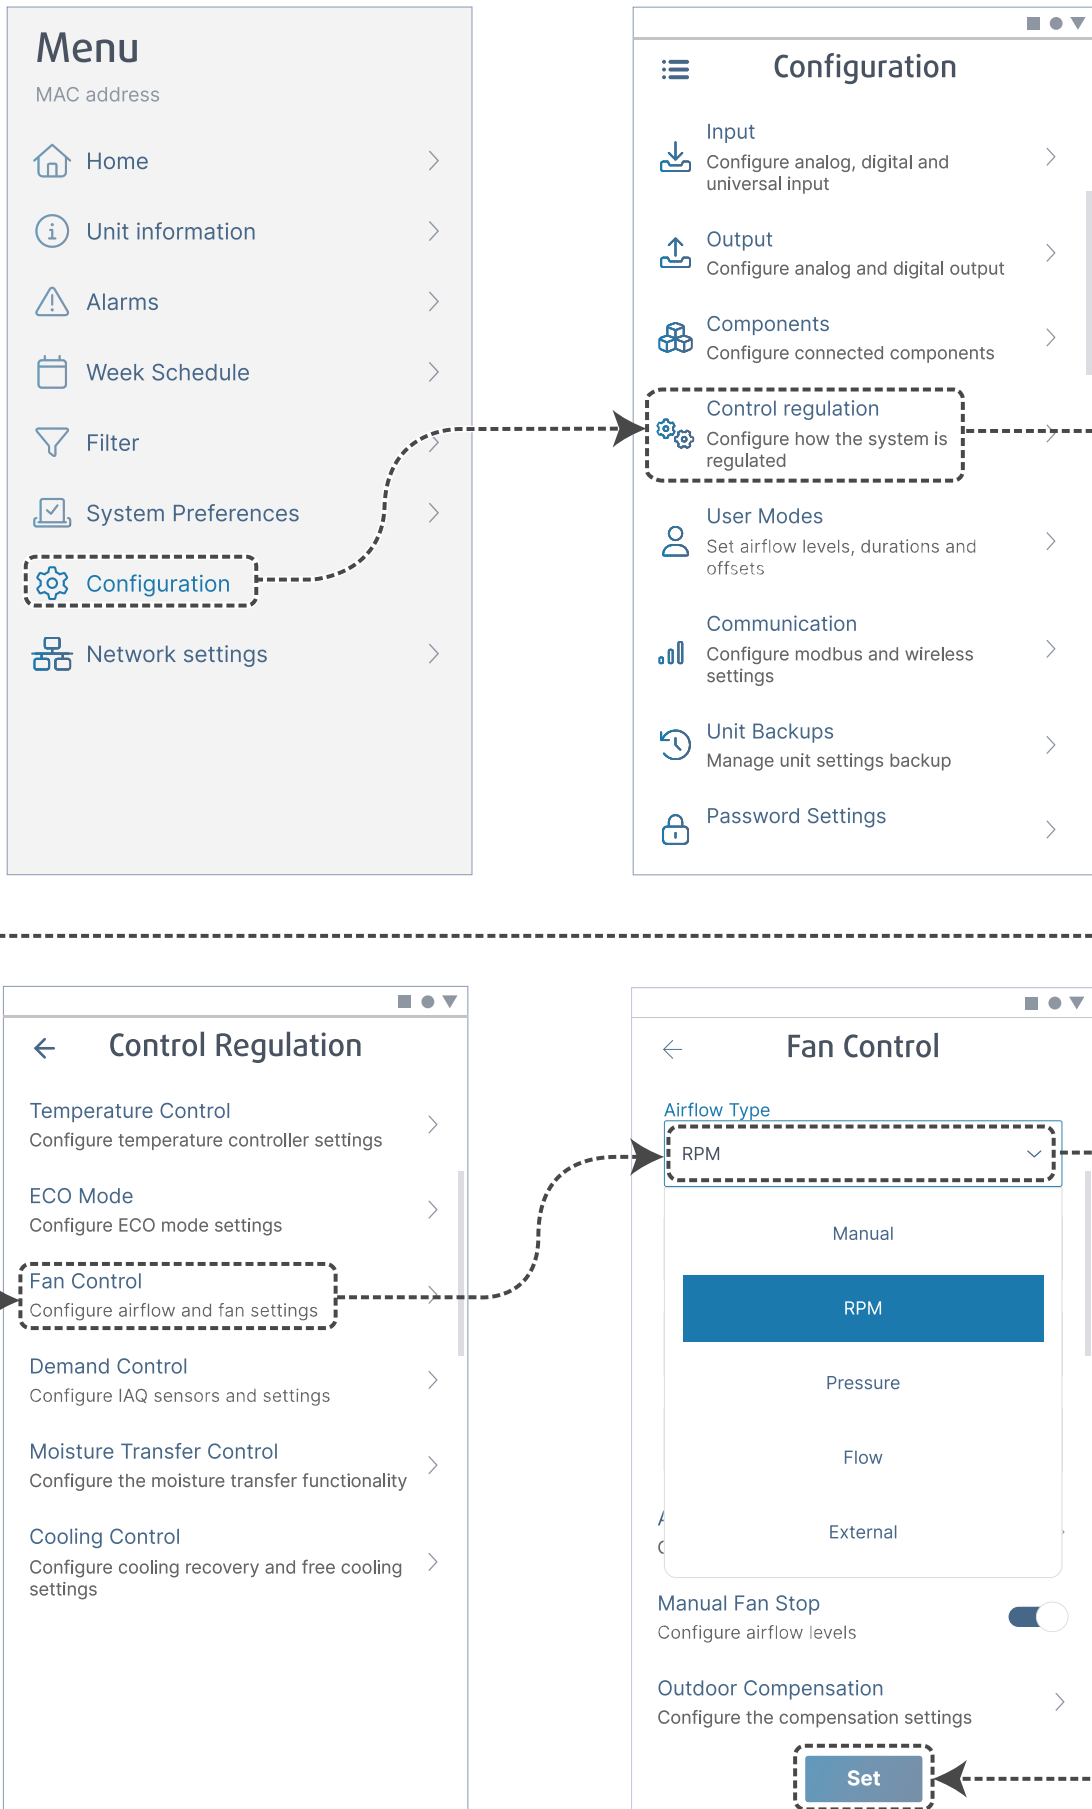 Menu
MAC address
Home
Unit information
Alarms
Week Schedule
Filter
System Preferences
Configuration
Network settings
Configuration
Input
Configure analog, digital and
universal input
Output
Configure analog and digital output
Components
Configure connected components
Control regulation
Configure how the system is
regulated
User Modes
Set airflow levels, durations and
offsets
Communication
Configure modbus and wireless
settings
Unit Backups
Manage unit settings backup
Password Settings
Control Regulation
Temperature Control
Configure temperature controller settings
ECO Mode
Configure ECO mode settings
Fan Control
Configure airflow and fan settings
Demand Control
Configure IAQ sensors and settings
Moisture Transfer Control
Configure the moisture transfer functionality
Cooling Control
Configure cooling recovery and free cooling
settings
Fan Control
Airflow Type
RPM
Manual
RPM
Pressure
Flow
External
Manual Fan Stop
Configure airflow levels
Outdoor Compensation
Configure the compensation settings
Set